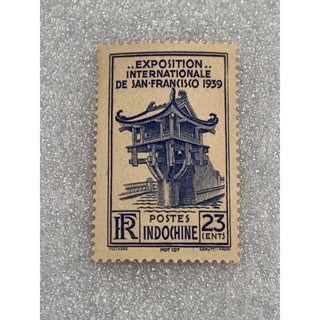 ..EXPOSITION..
INTERNATIONALE
DE SAN-FRANCISCO 1939
RF POSTES 23
INDOCHINE CENTS